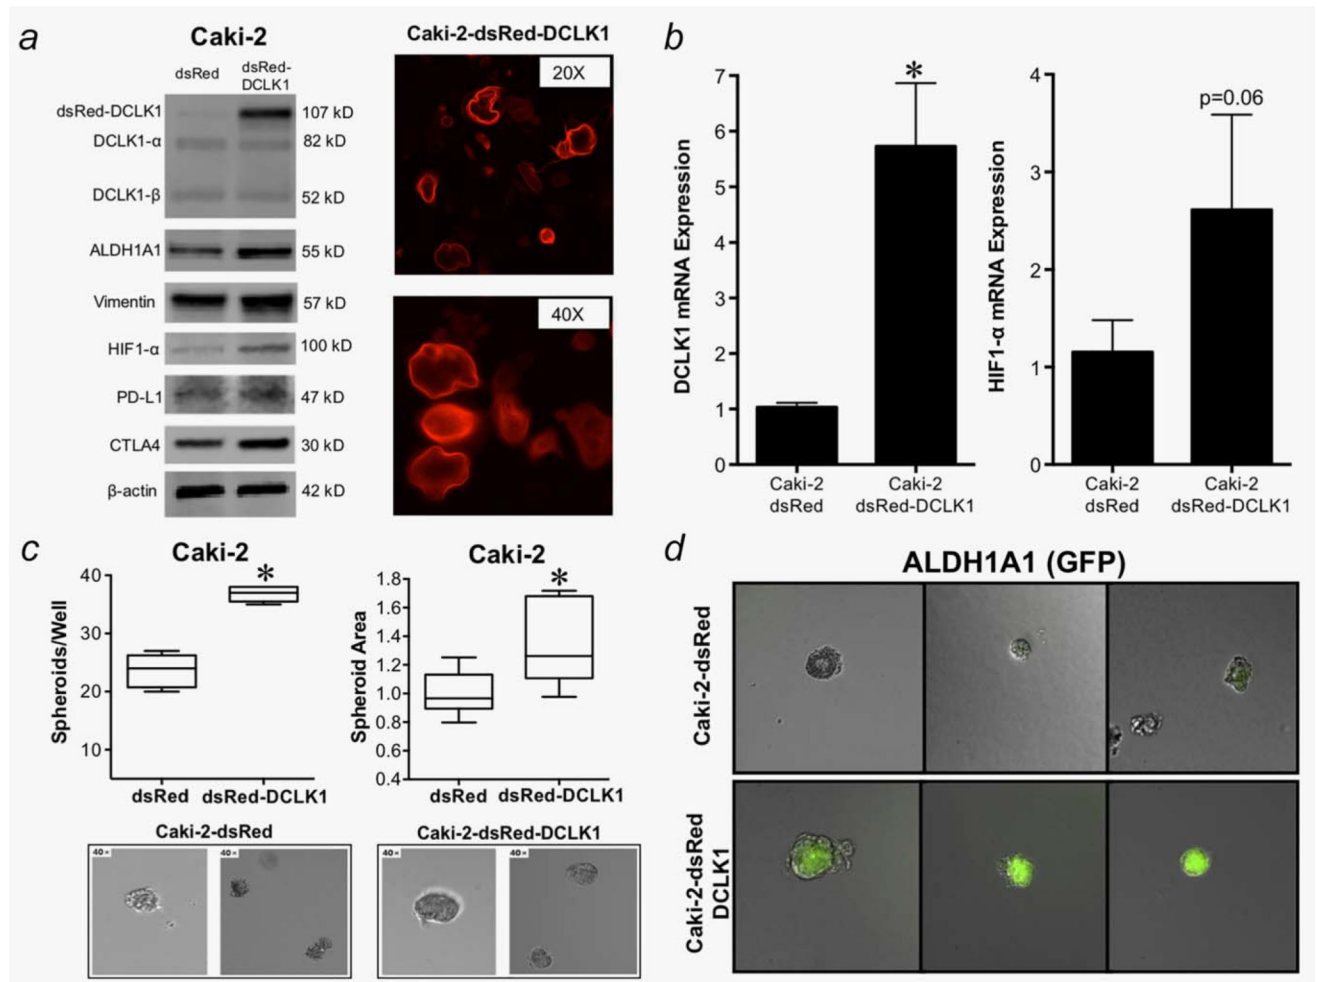 a
Caki-2
dsRed
dsRed-
DCLK1
dsRed-DCLK1
107 kD
DCLK1-α
82 kD
DCLK1-β
52 kD
ALDH1A1
55 kD
Vimentin
57 kD
HIF1-α
100 kD
PD-L1
47 kD
CTLA4
30 kD
β-actin
42 kD
Caki-2-dsRed-DCLK1
20X
40X
b
DCLK1 mRNA Expression
7
6
5
4
3
2
1
0
*
Caki-2
dsRed
Caki-2
dsRed-DCLK1
HIF1-α mRNA Expression
4
3
2
1
0
p=0.06
Caki-2
dsRed
Caki-2
dsRed-DCLK1
c
Caki-2
Spheroids/Well
40
30
20
10
*
dsRed
dsRed-DCLK1
Caki-2
Spheroid Area
1.8
1.6
1.4
1.2
1.0
0.8
0.6
0.4
*
dsRed
dsRed-DCLK1
Caki-2-dsRed
40×
40×
Caki-2-dsRed-DCLK1
40×
40×
d
ALDH1A1 (GFP)
Caki-2-dsRed
Caki-2-dsRed
DCLK1